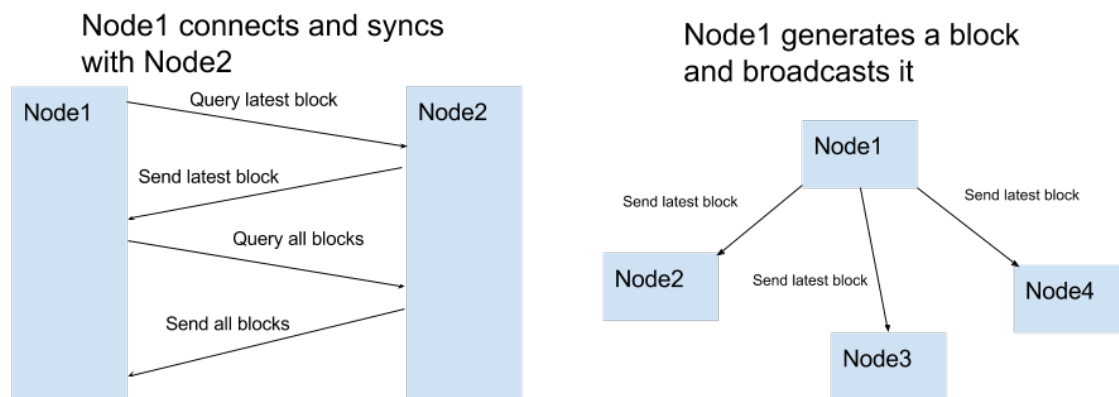 Node1 connects and syncs
with Node2
Node1
Query latest block
Node2
Send latest block
Query all blocks
Send all blocks
Node1 generates a block
and broadcasts it
Node1
Send latest block
Send latest block
Node2
Send latest block
Node4
Node3